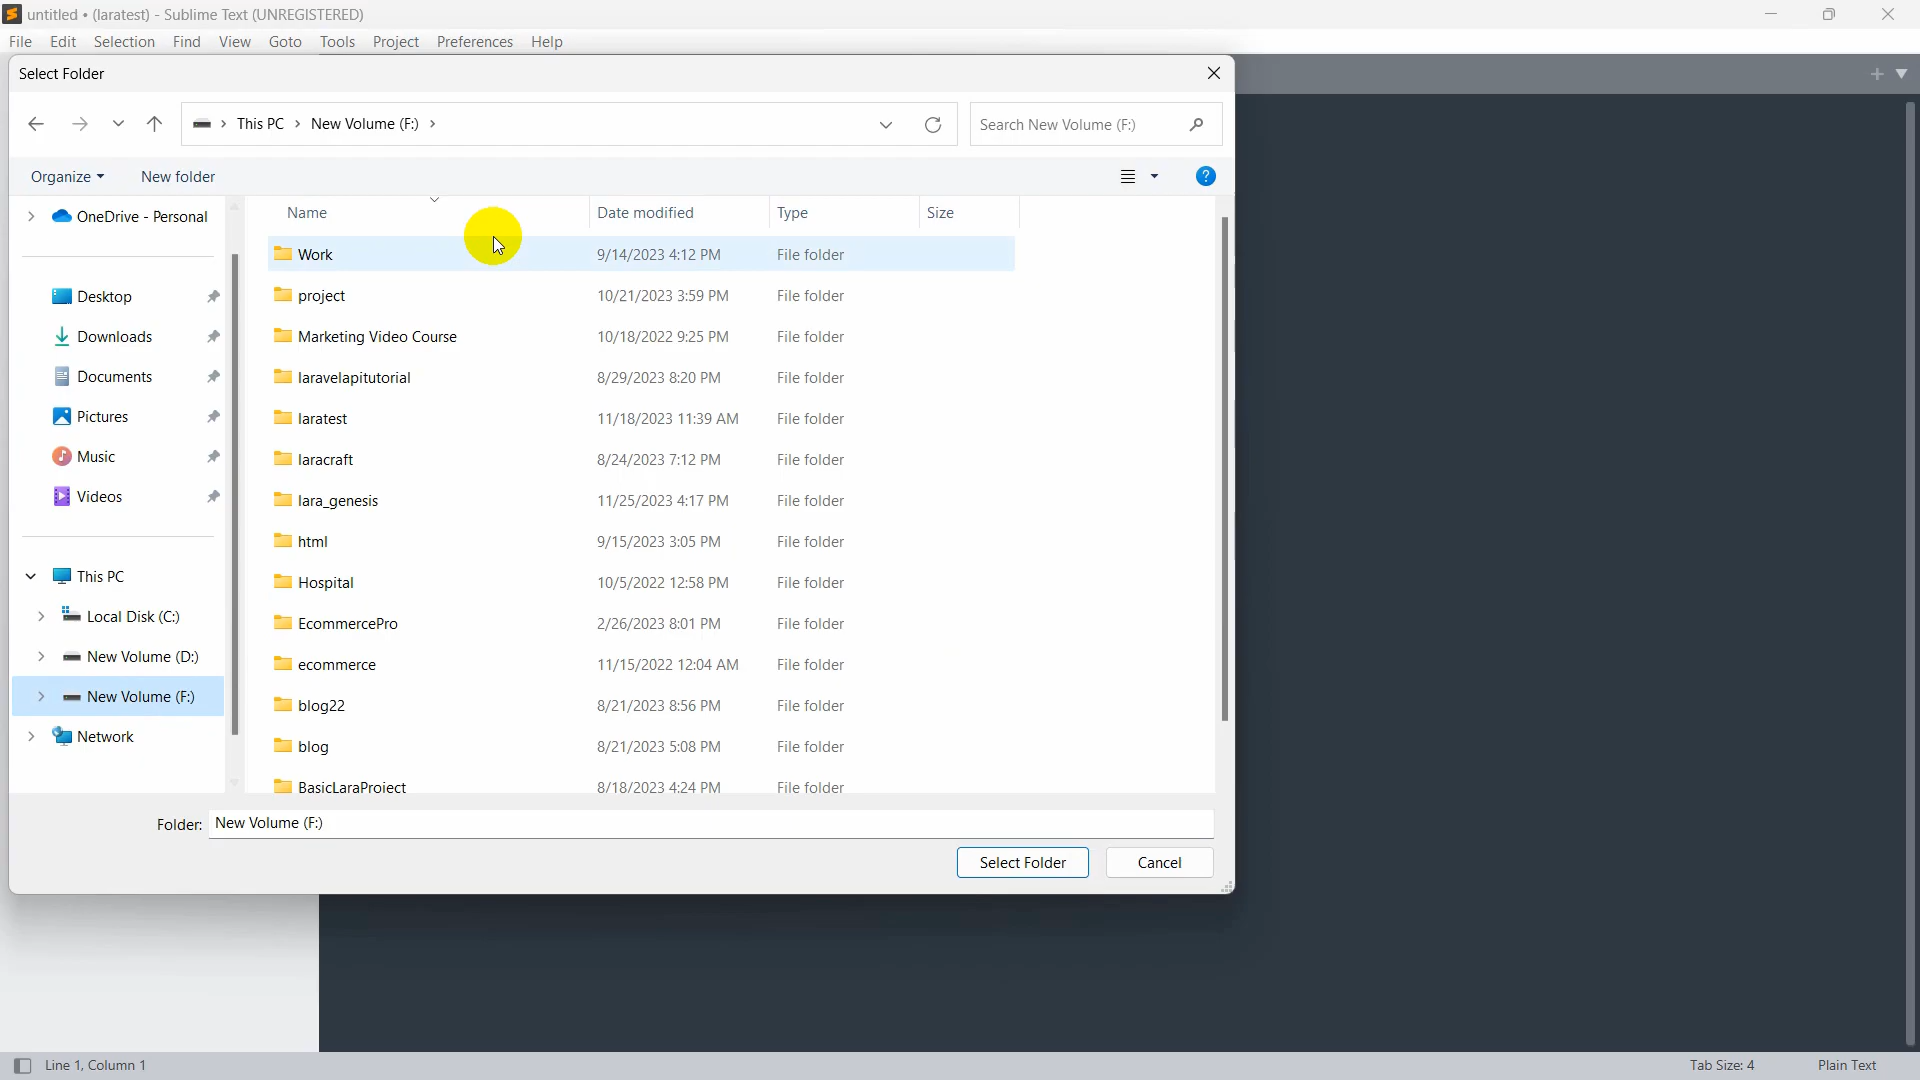 untitled • (laratest) - Sublime Text (UNREGISTERED)
File Edit Selection Find View Goto Tools Project Preferences Help
Select Folder
This PC > New Volume (F:) >
Search New Volume (F:)
Organize New folder
Name Date modified Type Size
OneDrive - Personal
Desktop
Downloads
Documents
Pictures
Music
Videos
This PC
Local Disk (C:)
New Volume (D:)
New Volume (F:)
Network
Work 9/14/2023 4:12 PM File folder
project 10/21/2023 3:59 PM File folder
Marketing Video Course 10/18/2022 9:25 PM File folder
laravelapitutorial 8/29/2023 8:20 PM File folder
laratest 11/18/2023 11:39 AM File folder
laracraft 8/24/2023 7:12 PM File folder
lara_genesis 11/25/2023 4:17 PM File folder
html 9/15/2023 3:05 PM File folder
Hospital 10/5/2022 12:58 PM File folder
EcommercePro 2/26/2023 8:01 PM File folder
ecommerce 11/15/2022 12:04 AM File folder
blog22 8/21/2023 8:56 PM File folder
blog 8/21/2023 5:08 PM File folder
BasicLaraProject 8/18/2023 4:24 PM File folder
Folder: New Volume (F:)
Select Folder Cancel
Line 1, Column 1 Tab Size: 4 Plain Text